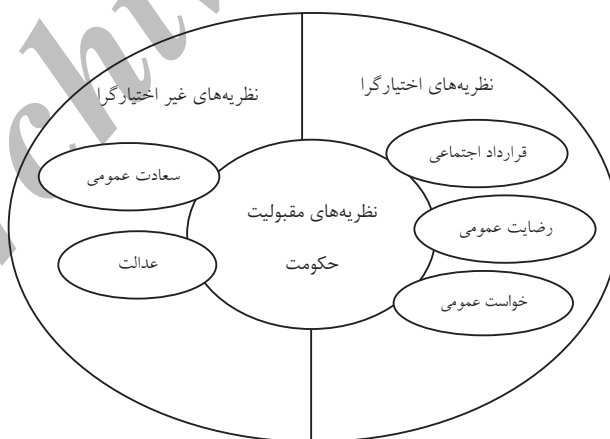 نظریه‌های اختیارگرا
قرارداد اجتماعی
رضایت عمومی
خواست عمومی
نظریه‌های مقبولیت
حکومت
نظریه‌های غیر اختیارگرا
سعادت عمومی
عدالت